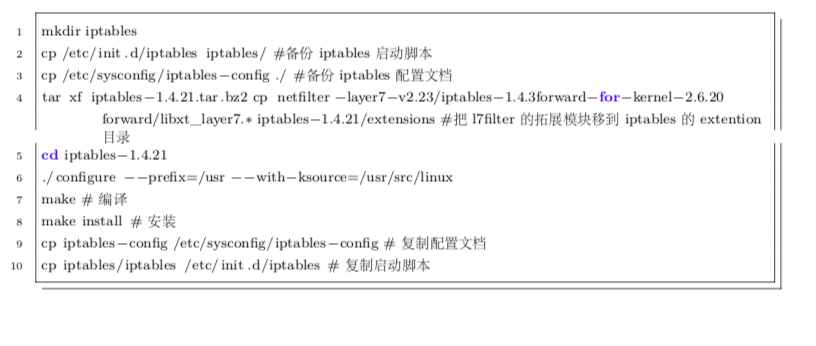 1 mkdir iptables
2 cp /etc/init.d/iptables iptables/ #备份 iptables 启动脚本
3 cp /etc/sysconfig/iptables-config ./ #备份 iptables 配置文档
4 tar xf iptables-1.4.21.tar.bz2 cp netfilter-layer7-v2.23/iptables-1.4.3forward-for-kernel-2.6.20
forward/libxt_layer7.* iptables-1.4.21/extensions #把 l7filter 的拓展模块移到 iptables 的 extention
目录
5 cd iptables-1.4.21
6 ./configure --prefix=/usr --with-ksource=/usr/src/linux
7 make # 编译
8 make install # 安装
9 cp iptables-config /etc/sysconfig/iptables-config # 复制配置文档
10 cp iptables/iptables /etc/init.d/iptables # 复制启动脚本